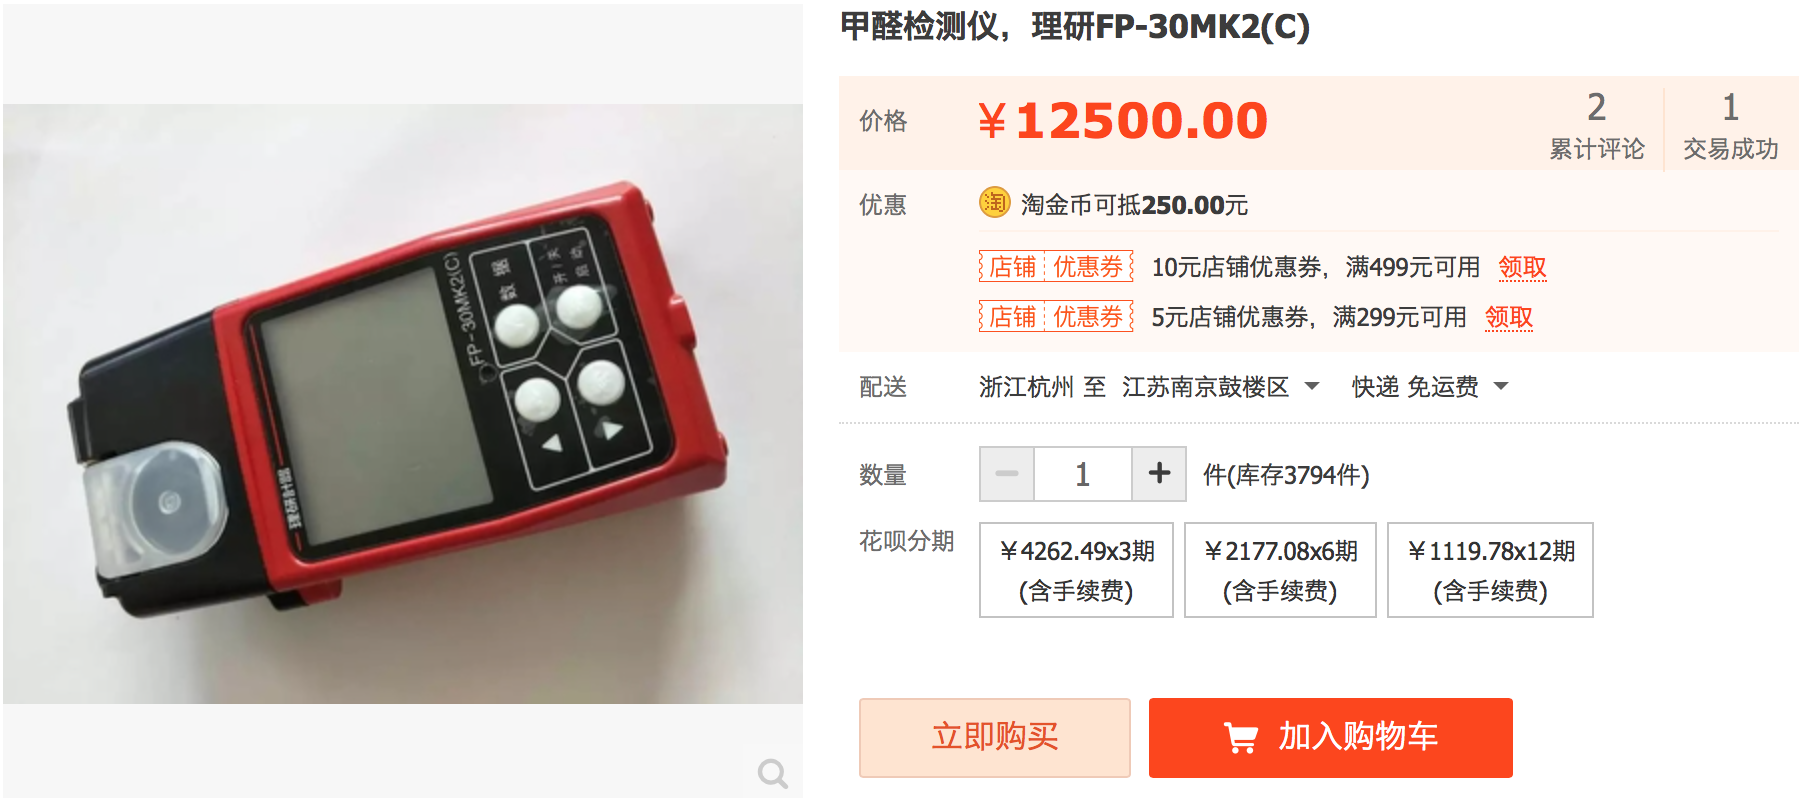 甲醛检测仪，理研FP-30MK2(C)
价格
￥12500.00
2
累计评论
1
交易成功
优惠
淘
淘金币可抵250.00元
店铺 优惠券 10元店铺优惠券，满499元可用 领取
店铺 优惠券 5元店铺优惠券，满299元可用 领取
配送 浙江杭州 至 江苏南京鼓楼区 快递 免运费
数量 1 件(库存3794件)
花呗分期
￥4262.49x3期
(含手续费)
￥2177.08x6期
(含手续费)
￥1119.78x12期
(含手续费)
立即购买
加入购物车
FP-30MK2(C)
数据
开/关
启动
理研計器